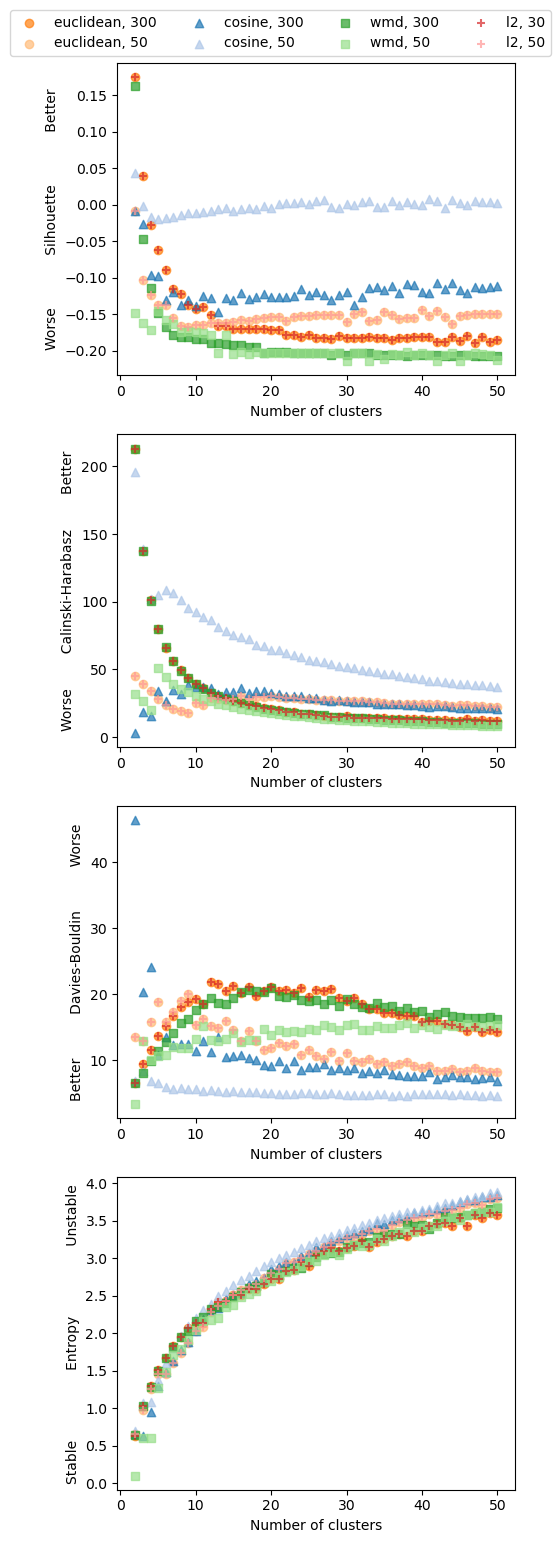 euclidean, 300 cosine, 300 wmd, 300 l2, 30
euclidean, 50 cosine, 50 wmd, 50 l2, 50
Worse Silhouette Better
0.15
0.10
0.05
0.00
−0.05
−0.10
−0.15
−0.20
0 10 20 30 40 50
Number of clusters
Worse Calinski-Harabasz Better
200
150
100
50
0
0 10 20 30 40 50
Number of clusters
Better Davies-Bouldin Worse
40
30
20
10
0 10 20 30 40 50
Number of clusters
Stable Entropy Unstable
4.0
3.5
3.0
2.5
2.0
1.5
1.0
0.5
0.0
0 10 20 30 40 50
Number of clusters